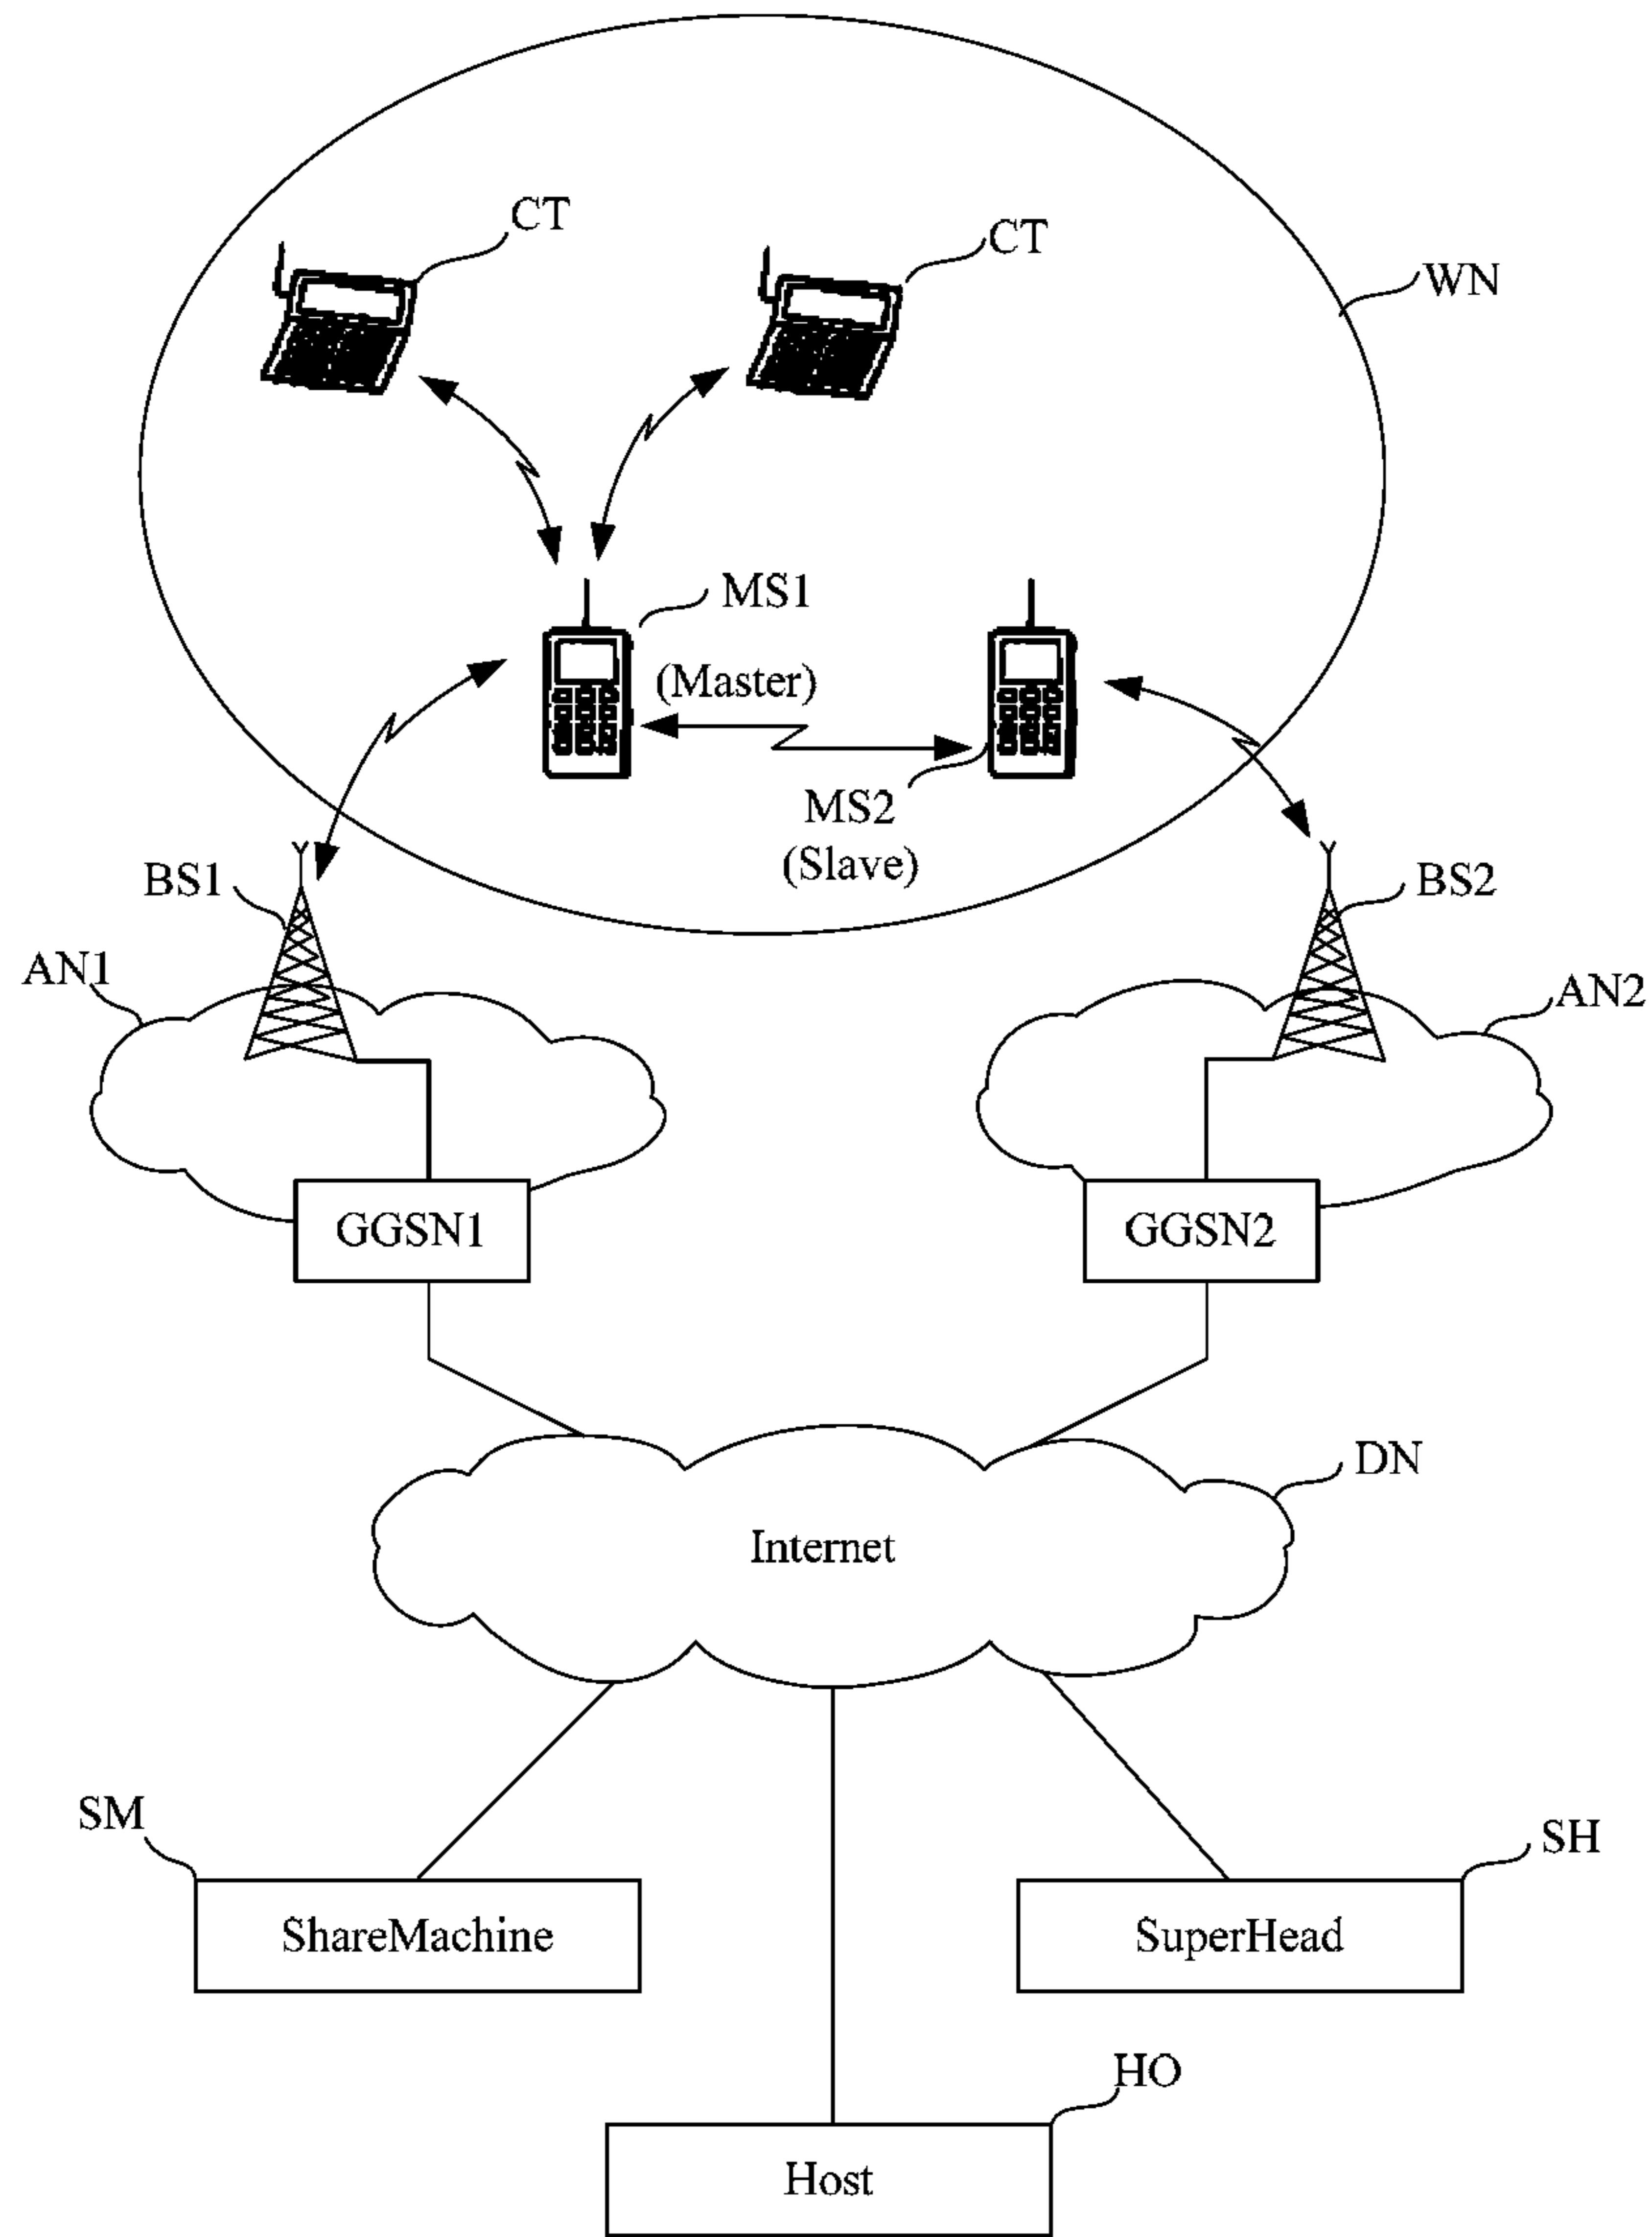 CT
CT
WN
MS1
(Master)
MS2
(Slave)
BS1
BS2
AN1
AN2
GGSN1
GGSN2
DN
Internet
SM
SH
ShareMachine
SuperHead
HO
Host